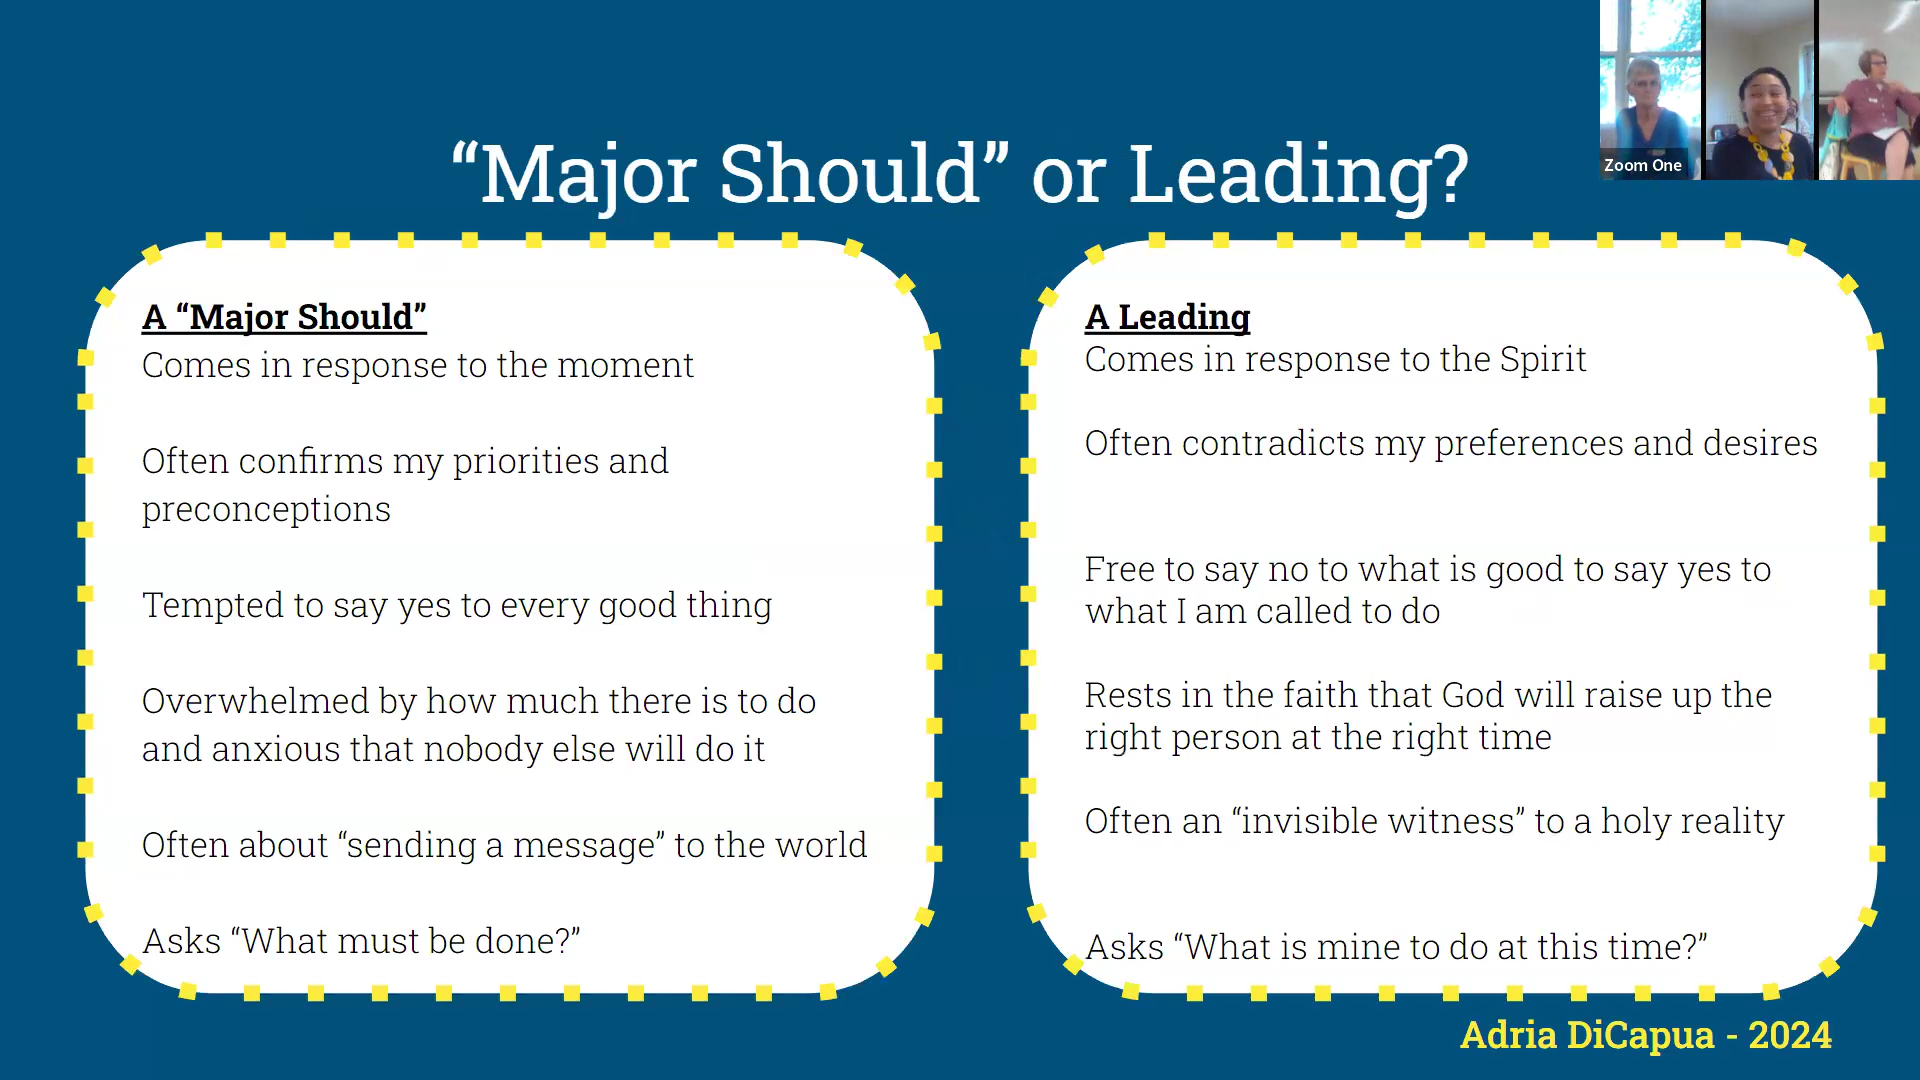 “Major Should” or Leading?
Zoom One
A “Major Should”
Comes in response to the moment
Often confirms my priorities and
preconceptions
Tempted to say yes to every good thing
Overwhelmed by how much there is to do
and anxious that nobody else will do it
Often about “sending a message” to the world
Asks “What must be done?”
A Leading
Comes in response to the Spirit
Often contradicts my preferences and desires
Free to say no to what is good to say yes to
what I am called to do
Rests in the faith that God will raise up the
right person at the right time
Often an “invisible witness” to a holy reality
Asks “What is mine to do at this time?”
Adria DiCapua - 2024